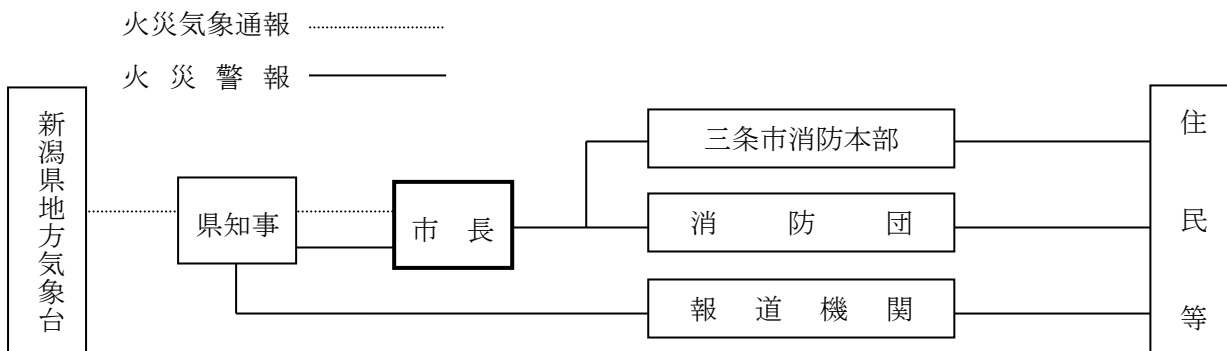 火災気象通報
火災警報
新潟県地方気象台
県知事
市長
三条市消防本部
消防団
報道機関
住民等